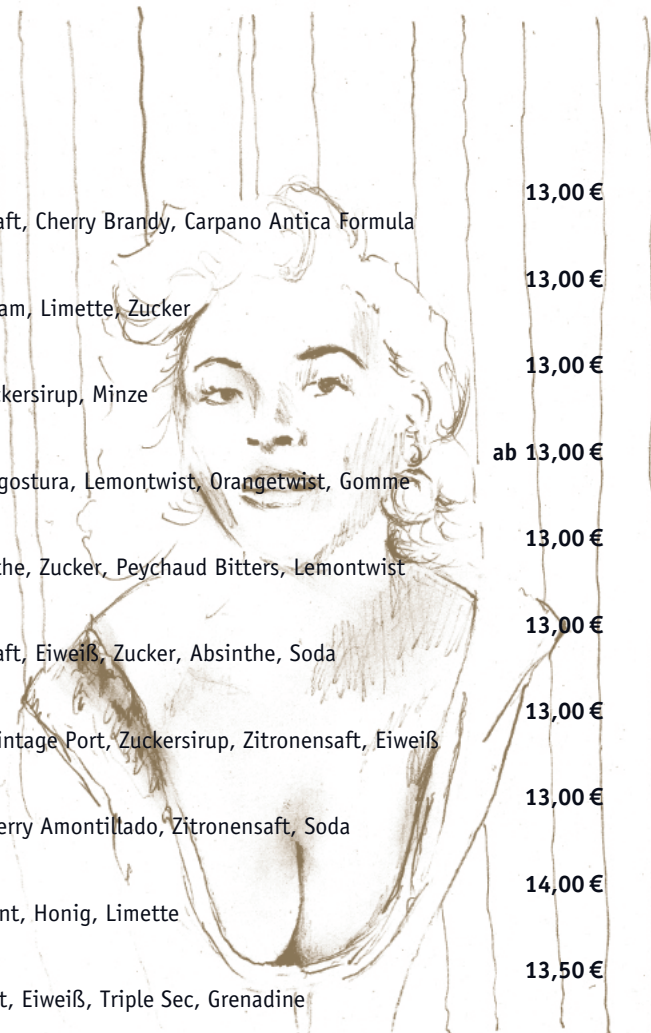 13,00 €
aft, Cherry Brandy, Carpano Antica Formula
13,00 €
am, Limette, Zucker
13,00 €
kersirup, Minze
ab 13,00 €
gostura, Lemontwist, Orangetwist, Gomme
13,00 €
the, Zucker, Peychaud Bitters, Lemontwist
13,00 €
aft, Eiweiß, Zucker, Absinthe, Soda
13,00 €
intage Port, Zuckersirup, Zitronensaft, Eiweiß
13,00 €
erry Amontillado, Zitronensaft, Soda
14,00 €
nt, Honig, Limette
13,50 €
t, Eiweiß, Triple Sec, Grenadine